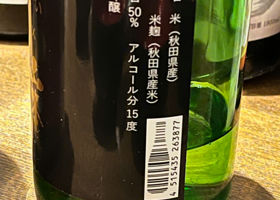 米（秋田県産）
米麹（秋田県産米）
50% アルコール分15度
醸
4 515435 263877